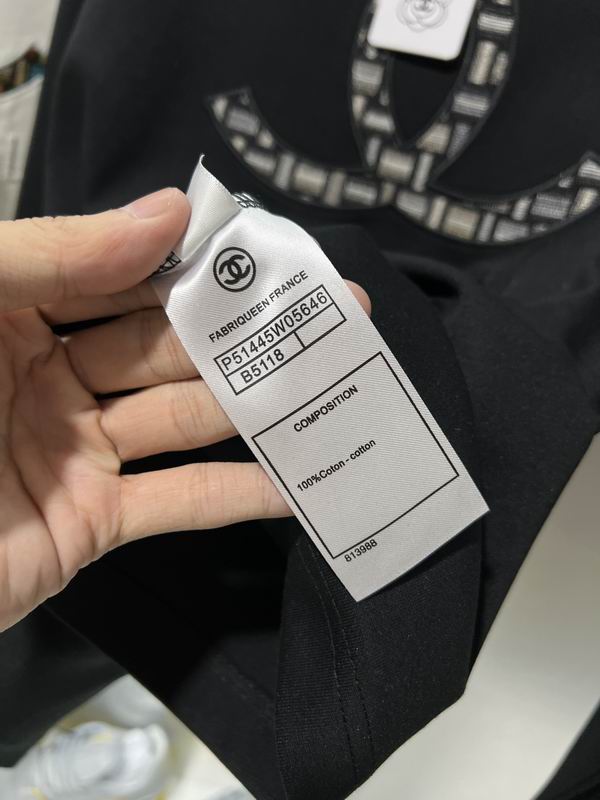 FABRIQUEEN FRANCE
P51445W05646
B5118
COMPOSITION
100%Coton - cotton
813988